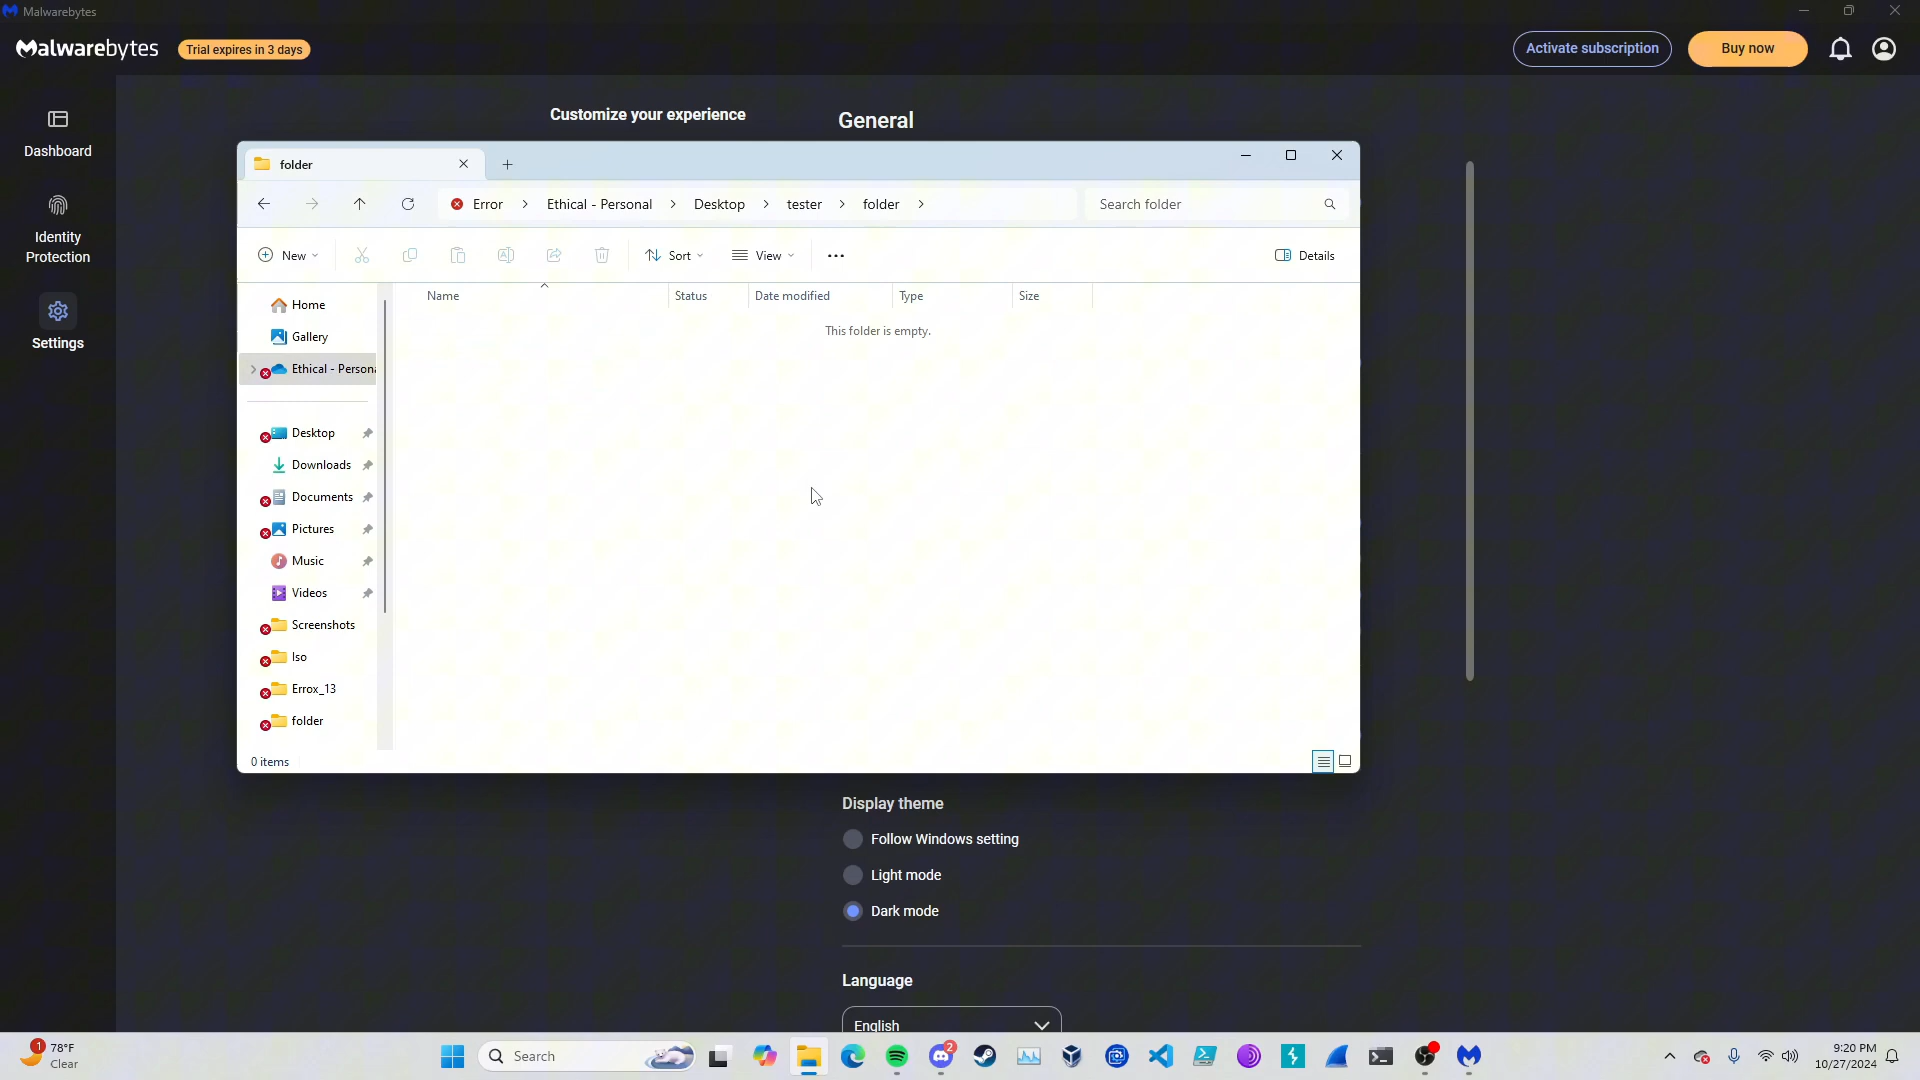 Malwarebytes
Malwarebytes Trial expires in 3 days Activate subscription Buy now
Dashboard
Identity
Protection
Settings
Customize your experience
General
folder
Error Ethical - Personal Desktop tester folder Search folder
New Sort View Details
Name Status Date modified Type Size
This folder is empty.
Home
Gallery
Ethical - Persona
Desktop
Downloads
Documents
Pictures
Music
Videos
Screenshots
Iso
Errox_13
folder
0 items
Display theme
Follow Windows setting
Light mode
Dark mode
Language
English
1 78°F
Clear
Search
2
9:20 PM
10/27/2024